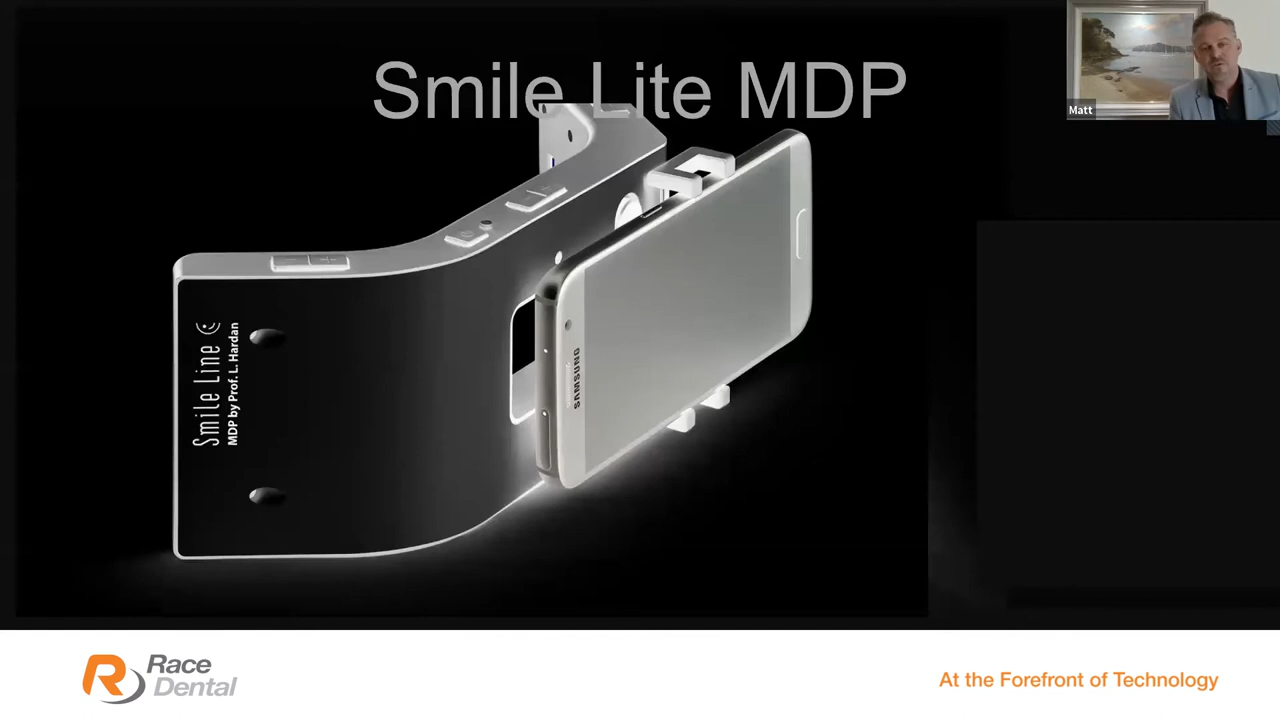 Smile Lite MDP
Matt
Smile Line
MDP by Prof. L. Hardan
SAMSUNG
Race
Dental
At the Forefront of Technology